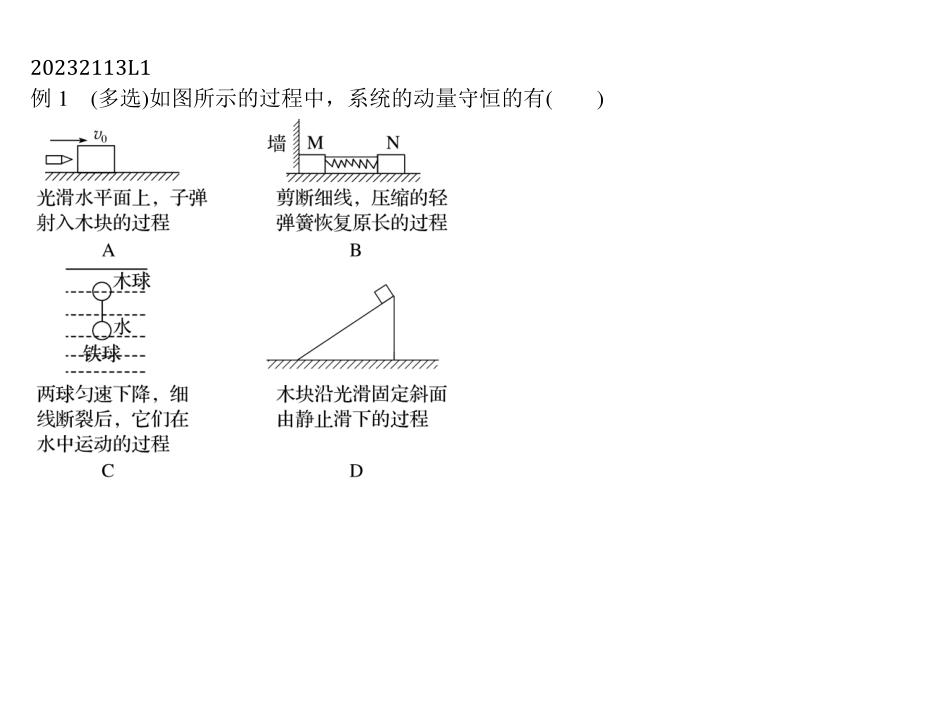 20232113L1
例 1 (多选)如图所示的过程中，系统的动量守恒的有(  )
v₀
光滑水平面上，子弹
射入木块的过程
A
墙 M N
剪断细线，压缩的轻
弹簧恢复原长的过程
B
木球
水
铁球
两球匀速下降，细
线断裂后，它们在
水中运动的过程
C
木块沿光滑固定斜面
由静止滑下的过程
D